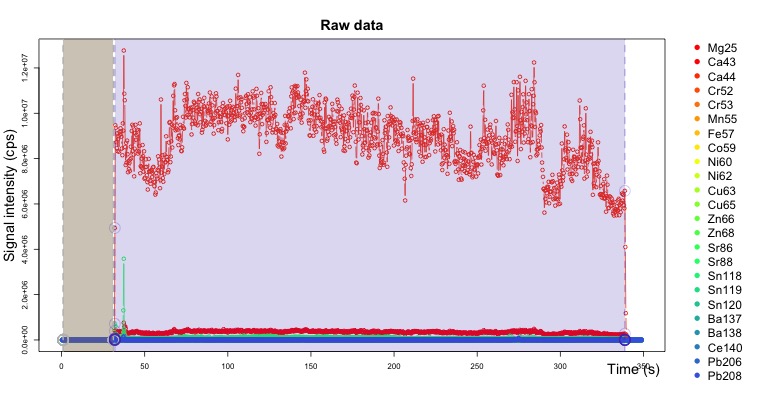 Raw data
Signal intensity (cps)
1.2e+07
1.0e+07
8.0e+06
6.0e+06
4.0e+06
2.0e+06
0.0e+00
0 50 100 150 200 250 300 350
Time (s)
Mg25
Ca43
Ca44
Cr52
Cr53
Mn55
Fe57
Co59
Ni60
Ni62
Cu63
Cu65
Zn66
Zn68
Sr86
Sr88
Sn118
Sn119
Sn120
Ba137
Ba138
Ce140
Pb206
Pb208